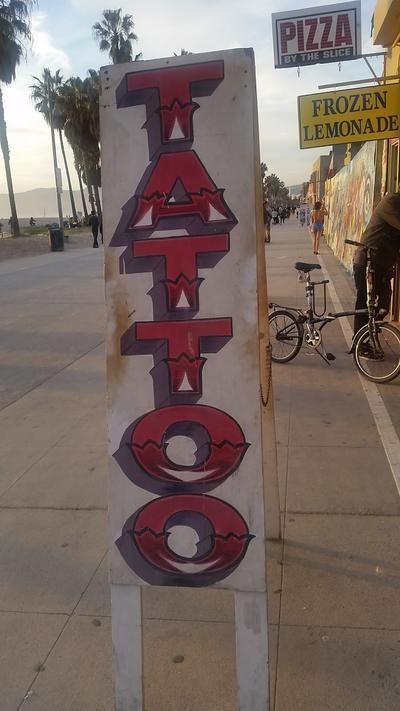 TATTOO
PIZZA
BY THE SLICE
FROZEN
LEMONADE